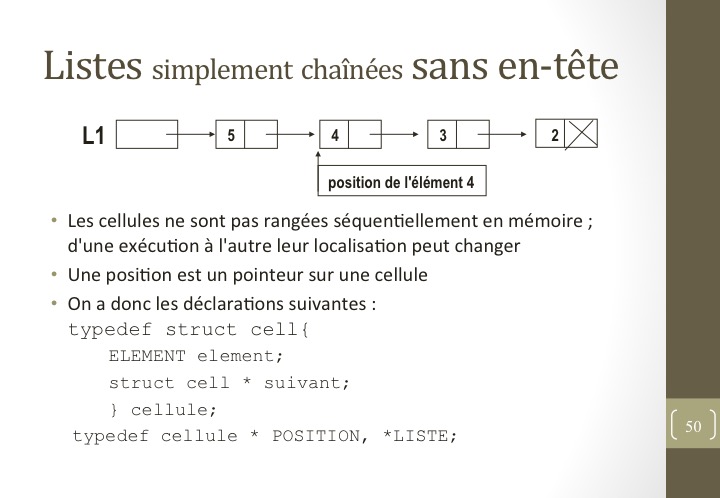 Listes simplement chaînées sans en-tête
L1 5 4 3 2
position de l'élément 4
• Les cellules ne sont pas rangées séquentiellement en mémoire ;
d'une exécution à l'autre leur localisation peut changer
• Une position est un pointeur sur une cellule
• On a donc les déclarations suivantes :
typedef struct cell{
ELEMENT element;
struct cell * suivant;
} cellule;
typedef cellule * POSITION, *LISTE;
50